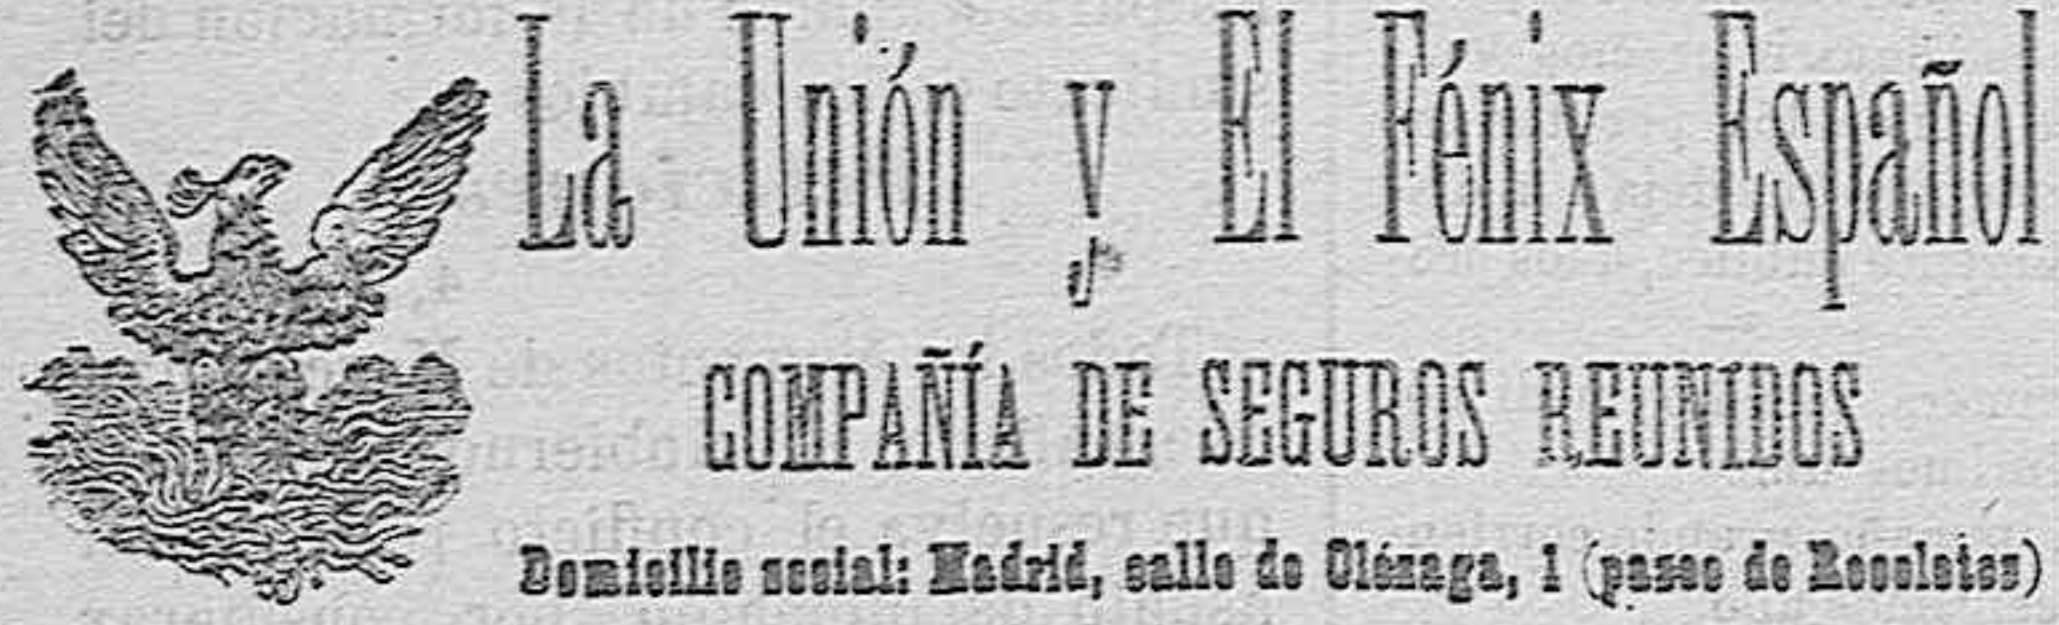 La Unión y El Fénix Español
COMPAÑÍA DE SEGUROS REUNIDOS
Domicilio social: Madrid, calle de Olózaga, 1 (paseo de Recoletos)